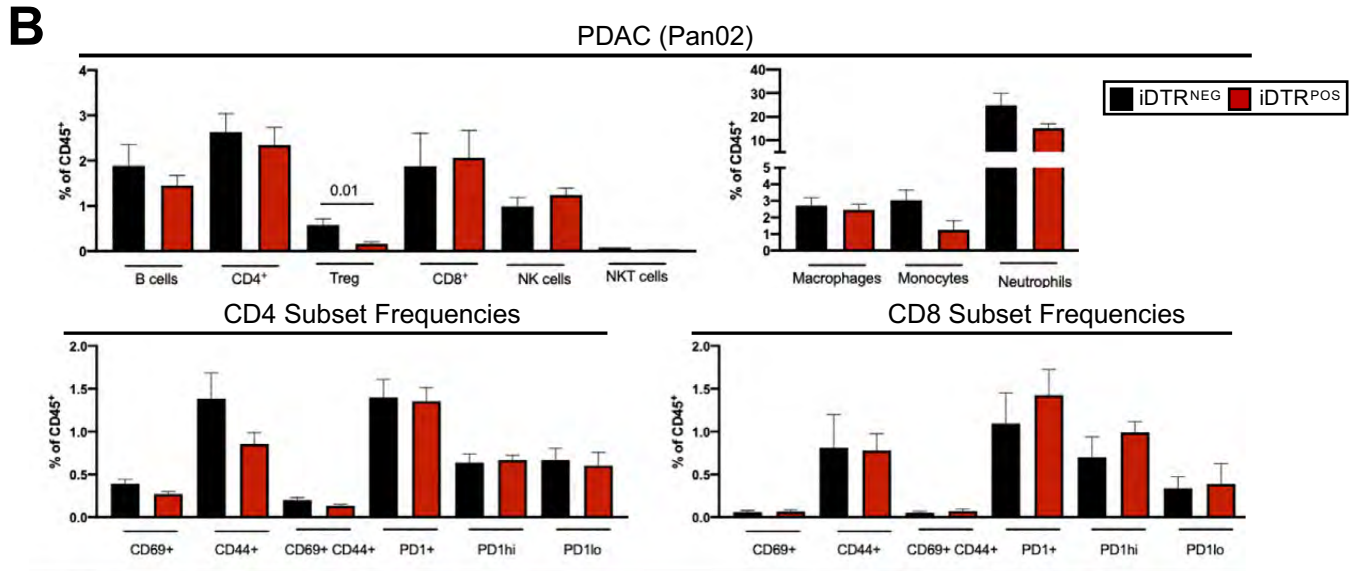 B
PDAC (Pan02)
% of CD45⁺
4
3
2
1
0
0.01
B cells CD4⁺ Treg CD8⁺ NK cells NKT cells
% of CD45⁺
40
30
20
10
5
4
3
2
1
0
Macrophages Monocytes Neutrophils
iDTRᴺᴱᴳ iDTRᴾᴼˢ
CD4 Subset Frequencies
% of CD45⁺
2.0
1.5
1.0
0.5
0.0
CD69+ CD44+ CD69+ CD44+ PD1+ PD1hi PD1lo
CD8 Subset Frequencies
% of CD45⁺
2.0
1.5
1.0
0.5
0.0
CD69+ CD44+ CD69+ CD44+ PD1+ PD1hi PD1lo